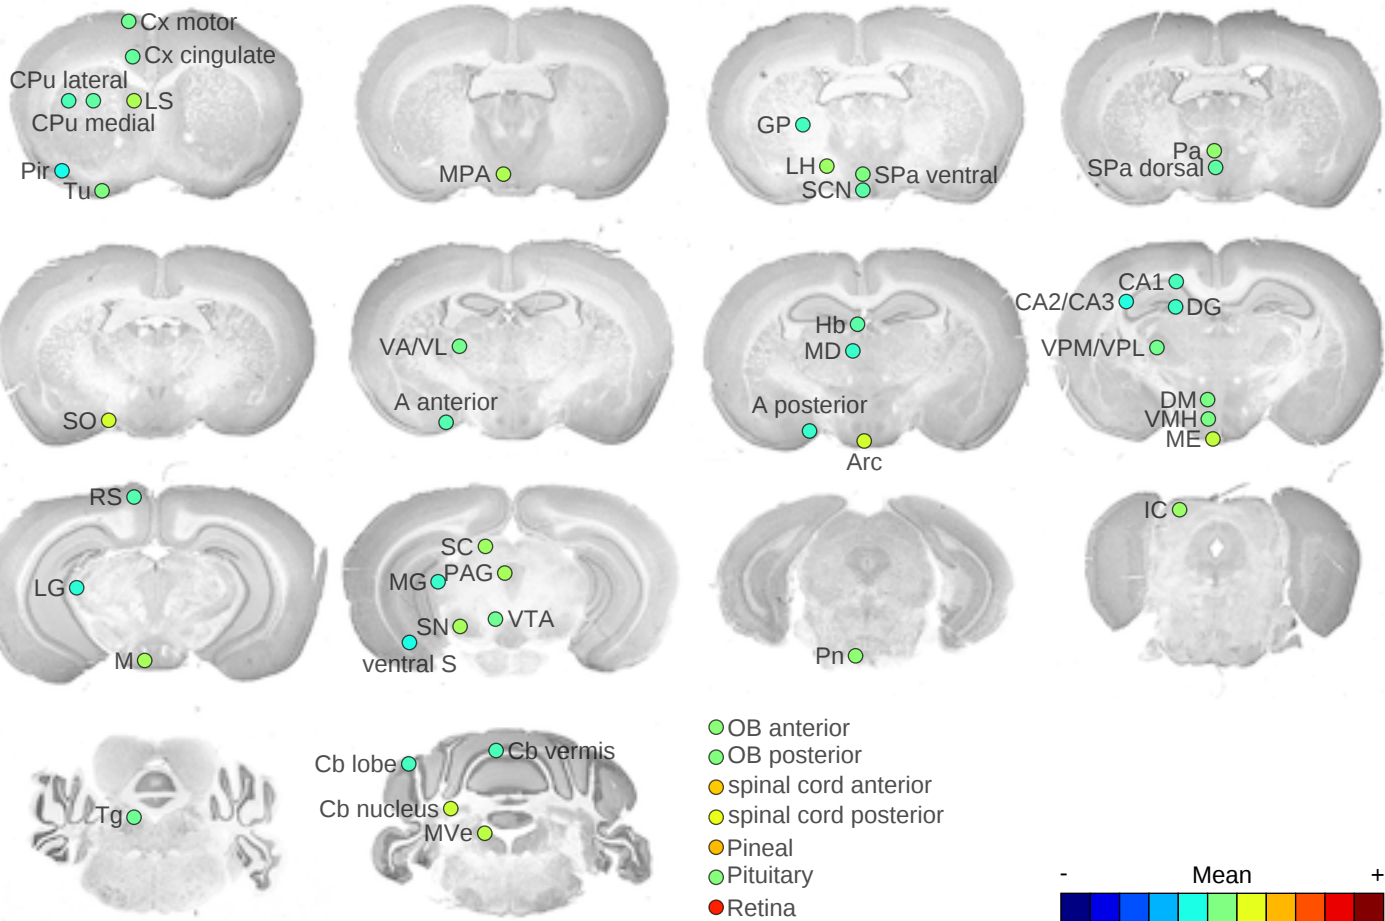 Cx motor
Cx cingulate
CPu lateral
LS
CPu medial
Pir
Tu
MPA
GP
LH
SPa ventral
SCN
Pa
SPa dorsal
SO
VA/VL
A anterior
Hb
MD
A posterior
Arc
CA1
CA2/CA3
DG
VPM/VPL
DM
VMH
ME
RS
LG
M
SC
PAG
MG
VTA
SN
ventral S
Pn
IC
Tg
Cb vermis
Cb lobe
Cb nucleus
MVe
OB anterior
OB posterior
spinal cord anterior
spinal cord posterior
Pineal
Pituitary
Retina
- Mean +